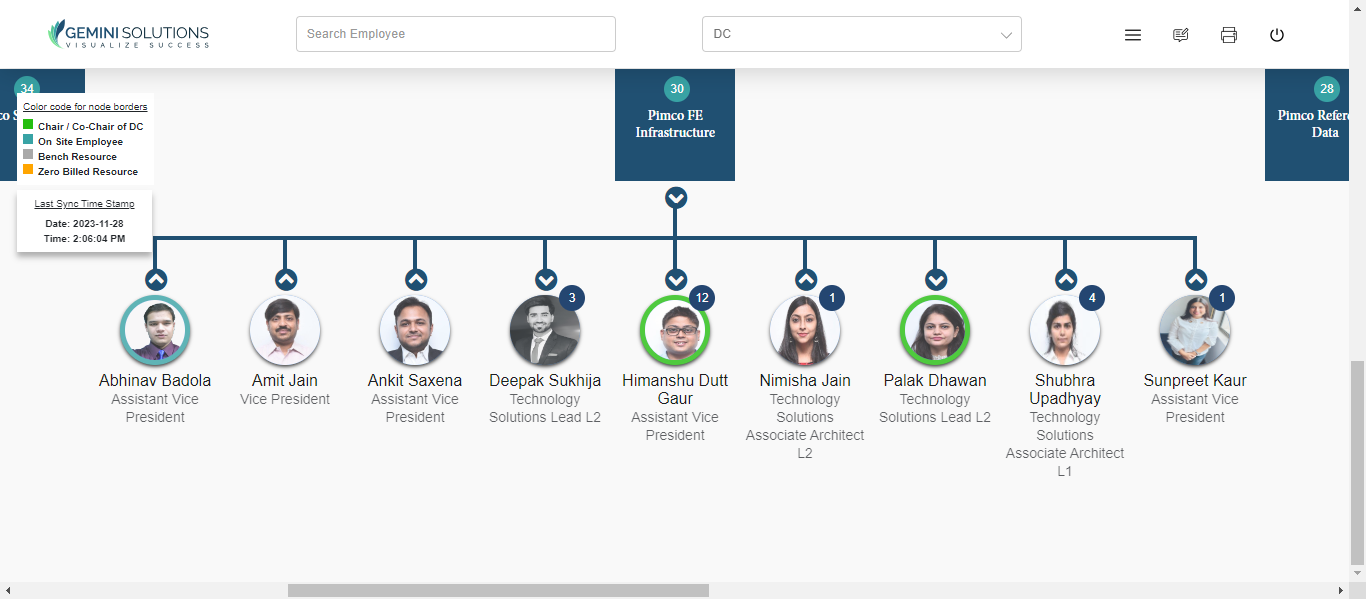 GEMINI SOLUTIONS
VISUALIZE SUCCESS
Search Employee
DC
34
Color code for node borders
Chair / Co-Chair of DC
On Site Employee
Bench Resource
Zero Billed Resource
Last Sync Time Stamp
Date: 2023-11-28
Time: 2:06:04 PM
30
Pimco FE
Infrastructure
28
Pimco Refere
Data
Abhinav Badola
Assistant Vice
President
Amit Jain
Vice President
Ankit Saxena
Assistant Vice
President
3
Deepak Sukhija
Technology
Solutions Lead L2
12
Himanshu Dutt
Gaur
Assistant Vice
President
1
Nimisha Jain
Technology
Solutions
Associate Architect
L2
Palak Dhawan
Technology
Solutions Lead L2
4
Shubhra
Upadhyay
Technology
Solutions
Associate Architect
L1
1
Sunpreet Kaur
Assistant Vice
President